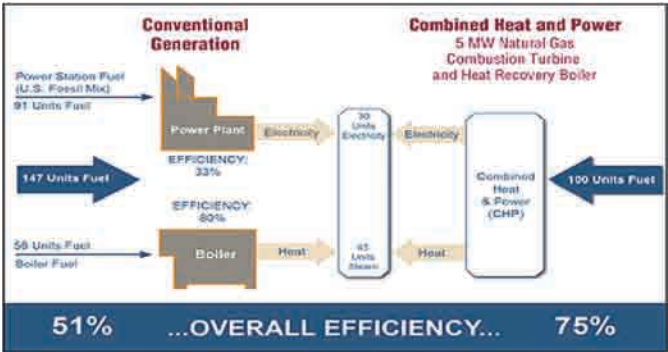 Conventional
Generation
Combined Heat and Power
5 MW Natural Gas
Combustion Turbine
and Heat Recovery Boiler
Power Station Fuel
(U.S. Fossil Mix)
91 Units Fuel
Power Plant
EFFICIENCY:
33%
147 Units Fuel
EFFICIENCY:
80%
56 Units Fuel
Boiler Fuel
Boiler
Electricity
Heat
30
Units
Electricity
45
Units
Steam
Electricity
Heat
Combined
Heat
& Power
(CHP)
100 Units Fuel
51% ...OVERALL EFFICIENCY... 75%